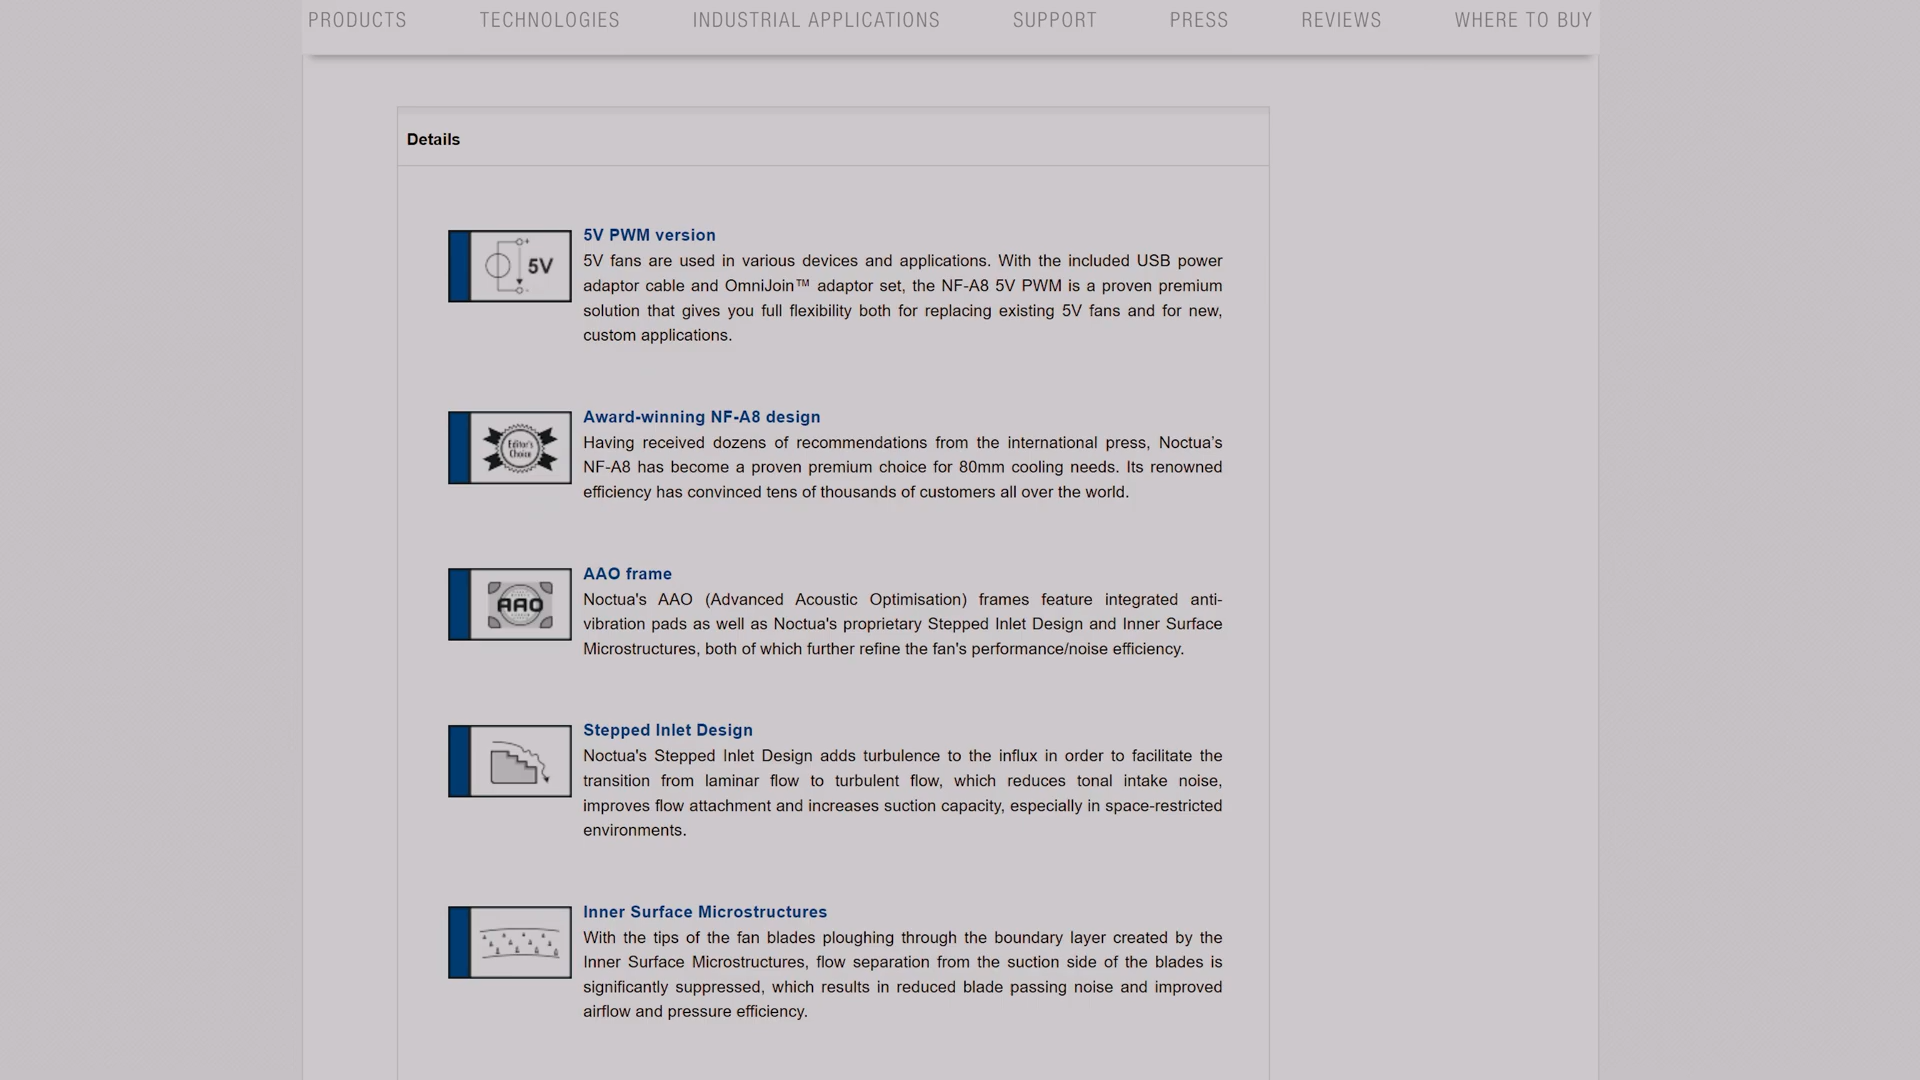 PRODUCTS TECHNOLOGIES INDUSTRIAL APPLICATIONS SUPPORT PRESS REVIEWS WHERE TO BUY
Details
5V
5V PWM version
5V fans are used in various devices and applications. With the included USB power
adaptor cable and OmniJoin™ adaptor set, the NF-A8 5V PWM is a proven premium
solution that gives you full flexibility both for replacing existing 5V fans and for new,
custom applications.
Editor's
Choice
Award-winning NF-A8 design
Having received dozens of recommendations from the international press, Noctua’s
NF-A8 has become a proven premium choice for 80mm cooling needs. Its renowned
efficiency has convinced tens of thousands of customers all over the world.
AAO
AAO frame
Noctua's AAO (Advanced Acoustic Optimisation) frames feature integrated anti-
vibration pads as well as Noctua's proprietary Stepped Inlet Design and Inner Surface
Microstructures, both of which further refine the fan's performance/noise efficiency.
Stepped Inlet Design
Noctua's Stepped Inlet Design adds turbulence to the influx in order to facilitate the
transition from laminar flow to turbulent flow, which reduces tonal intake noise,
improves flow attachment and increases suction capacity, especially in space-restricted
environments.
Inner Surface Microstructures
With the tips of the fan blades ploughing through the boundary layer created by the
Inner Surface Microstructures, flow separation from the suction side of the blades is
significantly suppressed, which results in reduced blade passing noise and improved
airflow and pressure efficiency.